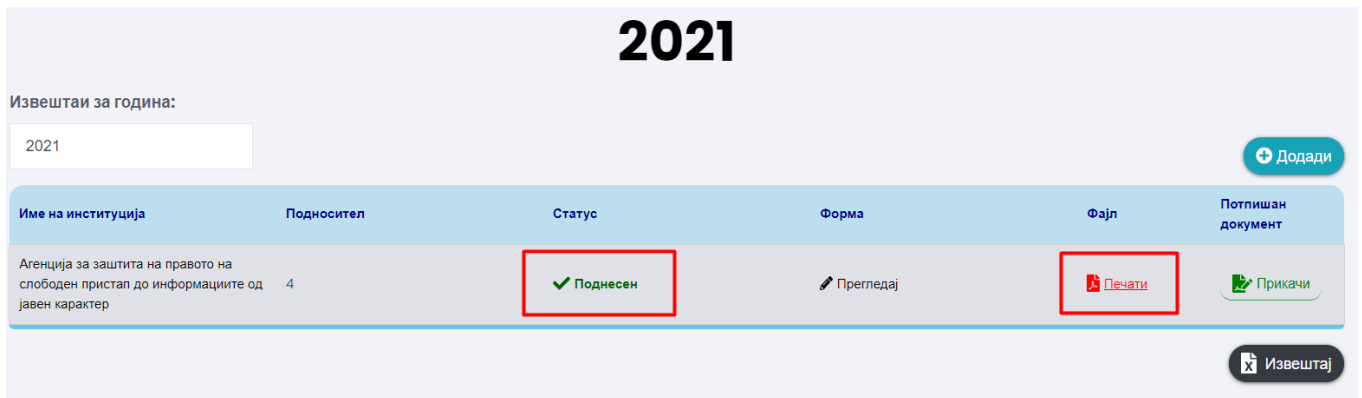 2021
Извештаи за година:
2021
Додади
Име на институција
Подносител
Статус
Форма
Фајл
Потпишан
документ
Агенција за заштита на правото на
слободен пристап до информациите од
јавен карактер
4
Поднесен
Прегледај
Печати
Прикачи
Извештај